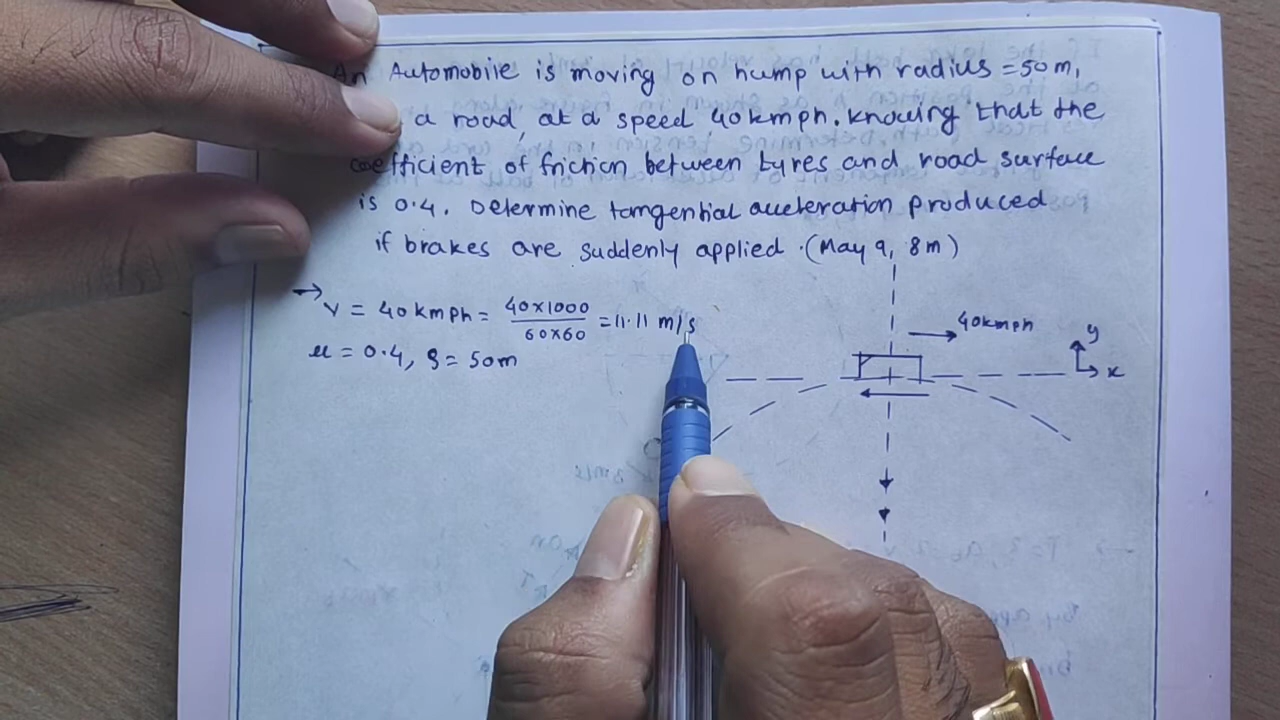 An Automobile is moving on hump with radius = 50m,
a road, at a speed 40kmph. knowing that the
coefficient of friction between tyres and road surface
is 0.4. Determine tangential acceleration produced
if brakes are suddenly applied. (May 9, 8m)
→ v = 40kmph = 40×1000 / 60×60 = 11.11 m/s
μ = 0.4, ρ = 50m
40kmph
y
x